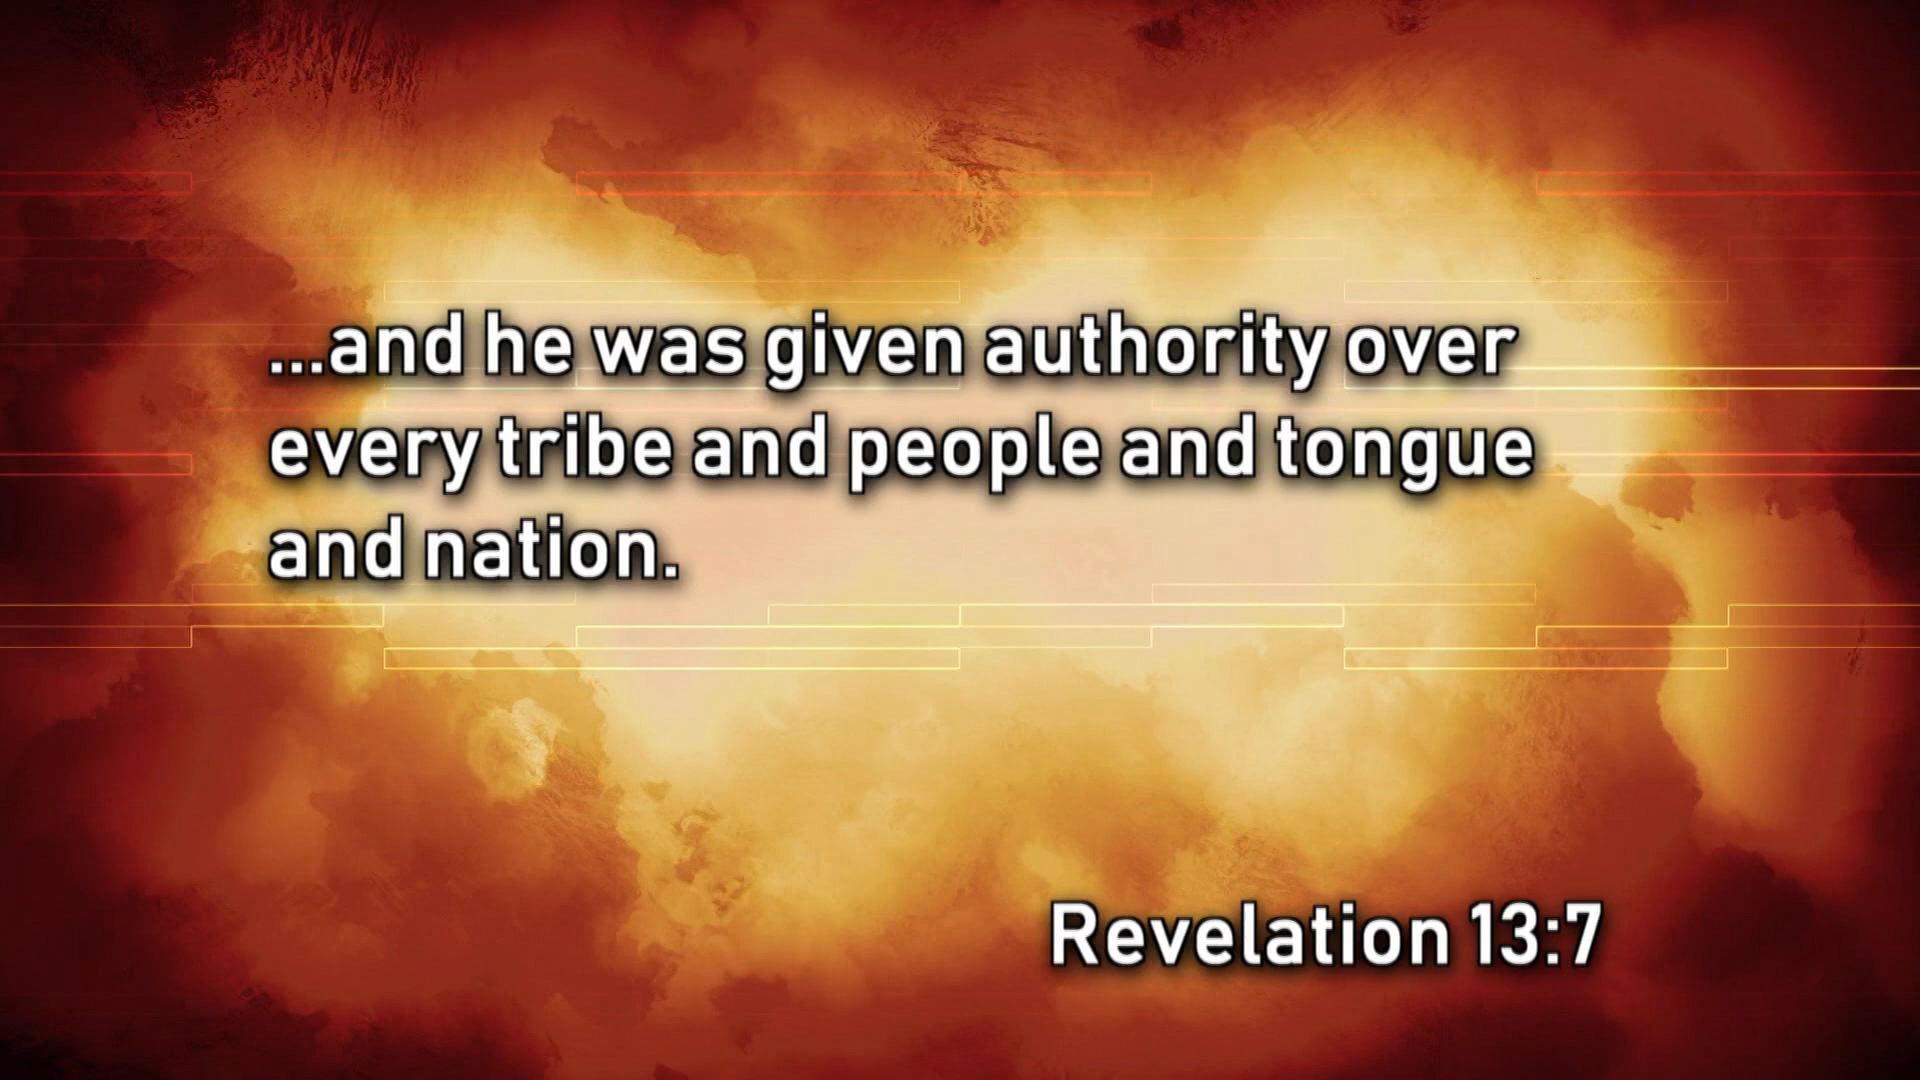 ...and he was given authority over
every tribe and people and tongue
and nation.
Revelation 13:7